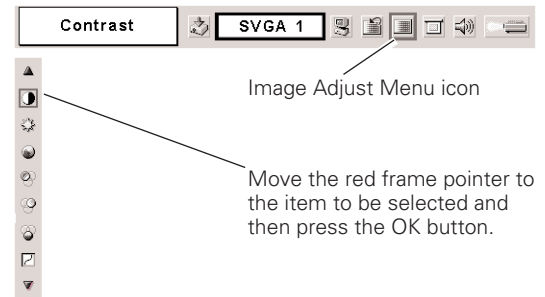 Contrast
SVGA 1
Image Adjust Menu icon
Move the red frame pointer to
the item to be selected and
then press the OK button.